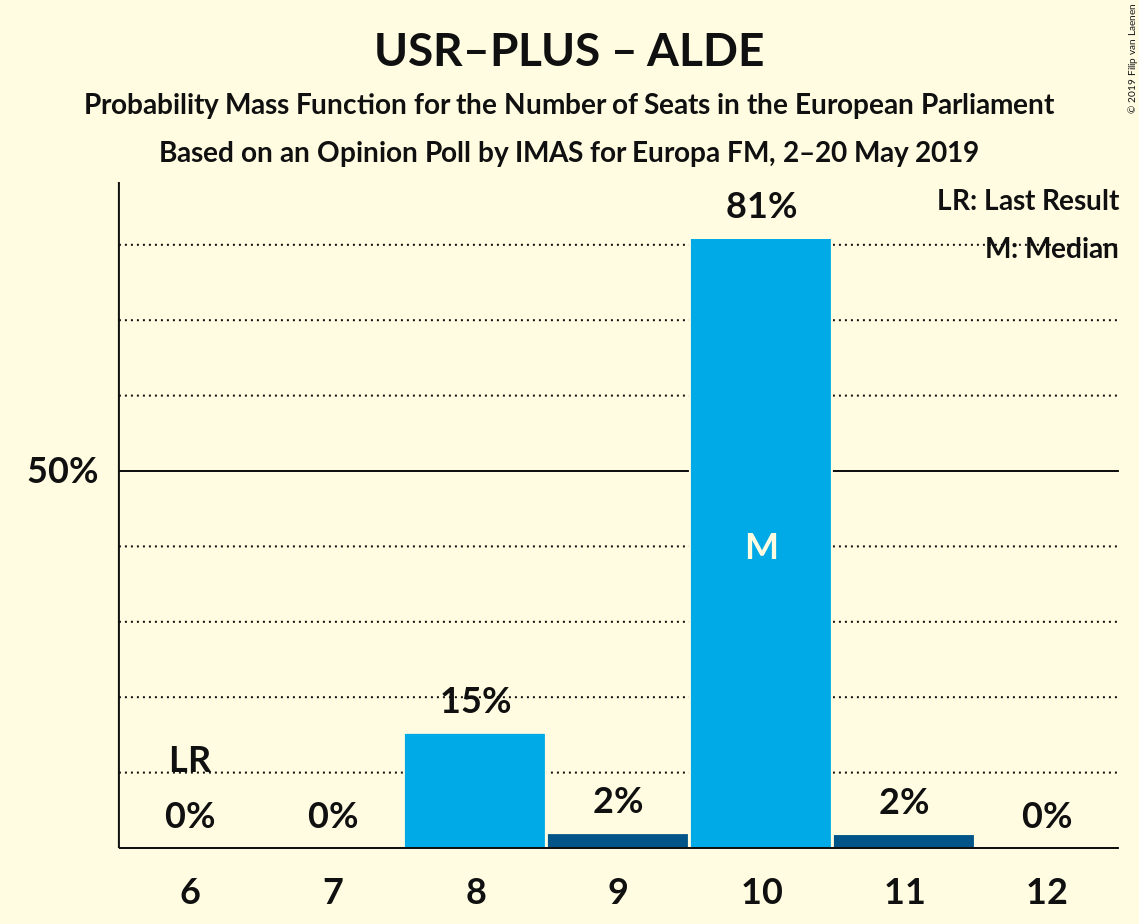 USR–PLUS – ALDE
Probability Mass Function for the Number of Seats in the European Parliament
Based on an Opinion Poll by IMAS for Europa FM, 2–20 May 2019
© 2019 Filip van Laenen
LR: Last Result
M: Median
81%
50%
M
15%
LR
0%
0%
2%
2%
0%
6
7
8
9
10
11
12